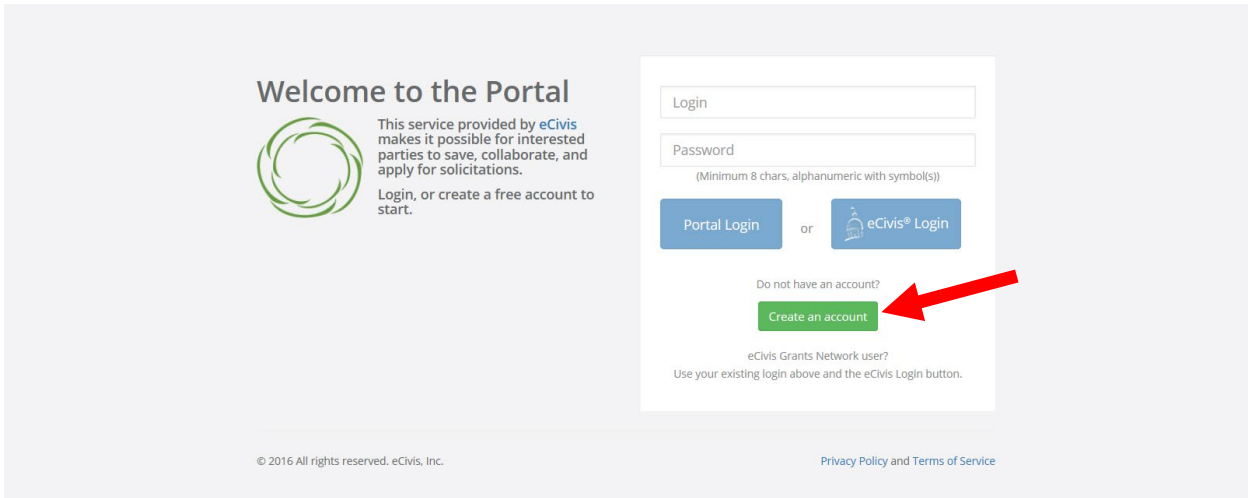 Welcome to the Portal
This service provided by eCivis
makes it possible for interested
parties to save, collaborate, and
apply for solicitations.
Login, or create a free account to
start.
Login
Password
(Minimum 8 chars, alphanumeric with symbol(s))
Portal Login
or
eCivis® Login
Do not have an account?
Create an account
eCivis Grants Network user?
Use your existing login above and the eCivis Login button.
© 2016 All rights reserved. eCivis, Inc.
Privacy Policy and Terms of Service